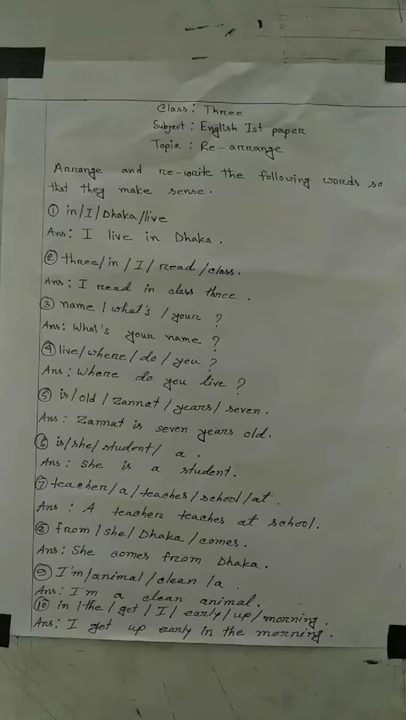 Class: Three
Subject: English Ist paper
Topic: Re-arrange
Arrange and re-write the following words so
that they make sense.
① in/I/Dhaka/live
Ans: I live in Dhaka.
② three/in/I/read/class.
Ans: I read in class three.
③ name/what's/your?
Ans: What's your name?
④ live/where/do/you?
Ans: Where do you live?
⑤ is/old/Zannat/years/seven.
Ans: Zannat is seven years old.
⑥ is/she/student/a.
Ans: She is a student.
⑦ teacher/a/teaches/school/at.
Ans: A teacher teaches at school.
⑧ from/she/Dhaka/comes.
Ans: She comes from Dhaka.
⑨ I'm/animal/clean/a.
Ans: I'm a clean animal.
⑩ in/the/get/I/early/up/morning.
Ans: I get up early in the morning.